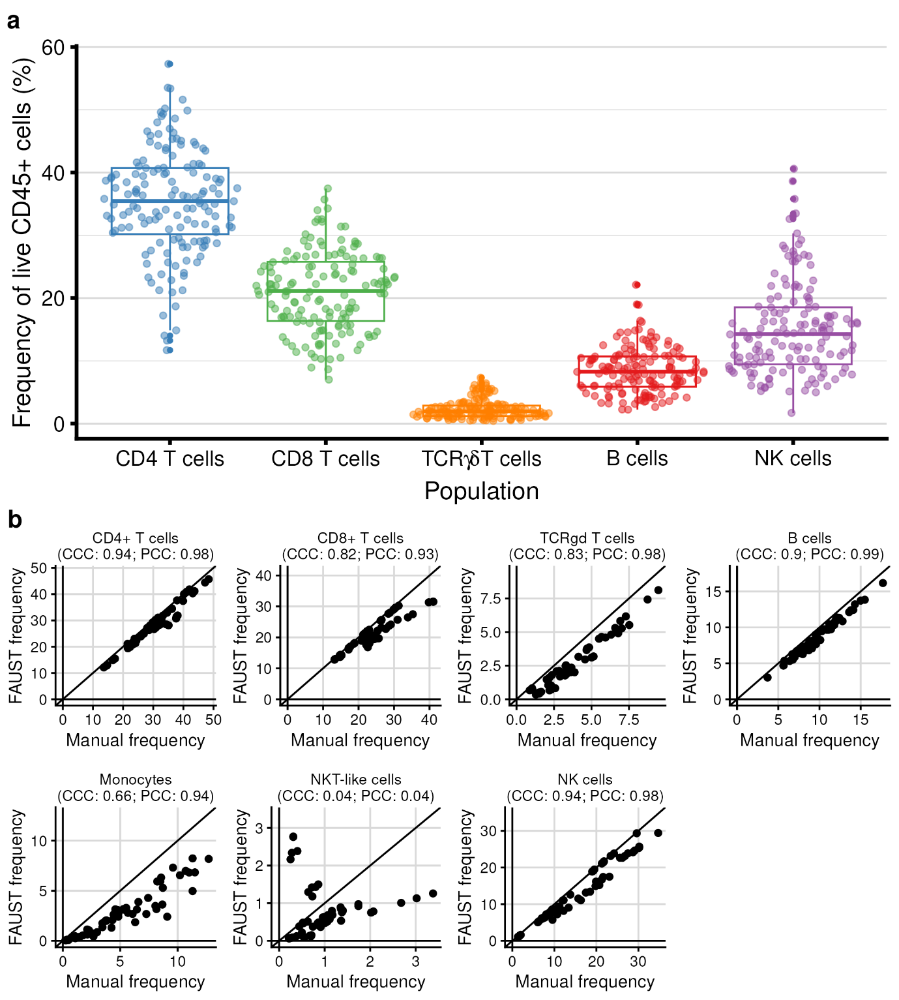 a
Frequency of live CD45+ cells (%)
60
40
20
0
CD4 T cells
CD8 T cells
TCRγδT cells
B cells
NK cells
Population
b
CD4+ T cells
(CCC: 0.94; PCC: 0.98)
FAUST frequency
50
40
30
20
10
0
0 10 20 30 40 50
Manual frequency
CD8+ T cells
(CCC: 0.82; PCC: 0.93)
FAUST frequency
40
30
20
10
0
0 10 20 30 40
Manual frequency
TCRgd T cells
(CCC: 0.83; PCC: 0.98)
FAUST frequency
7.5
5.0
2.5
0.0
0.0 2.5 5.0 7.5
Manual frequency
B cells
(CCC: 0.9; PCC: 0.99)
FAUST frequency
15
10
5
0
0 5 10 15
Manual frequency
Monocytes
(CCC: 0.66; PCC: 0.94)
FAUST frequency
10
5
0
0 5 10
Manual frequency
NKT-like cells
(CCC: 0.04; PCC: 0.04)
FAUST frequency
3
2
1
0
0 1 2 3
Manual frequency
NK cells
(CCC: 0.94; PCC: 0.98)
FAUST frequency
30
20
10
0
0 10 20 30
Manual frequency